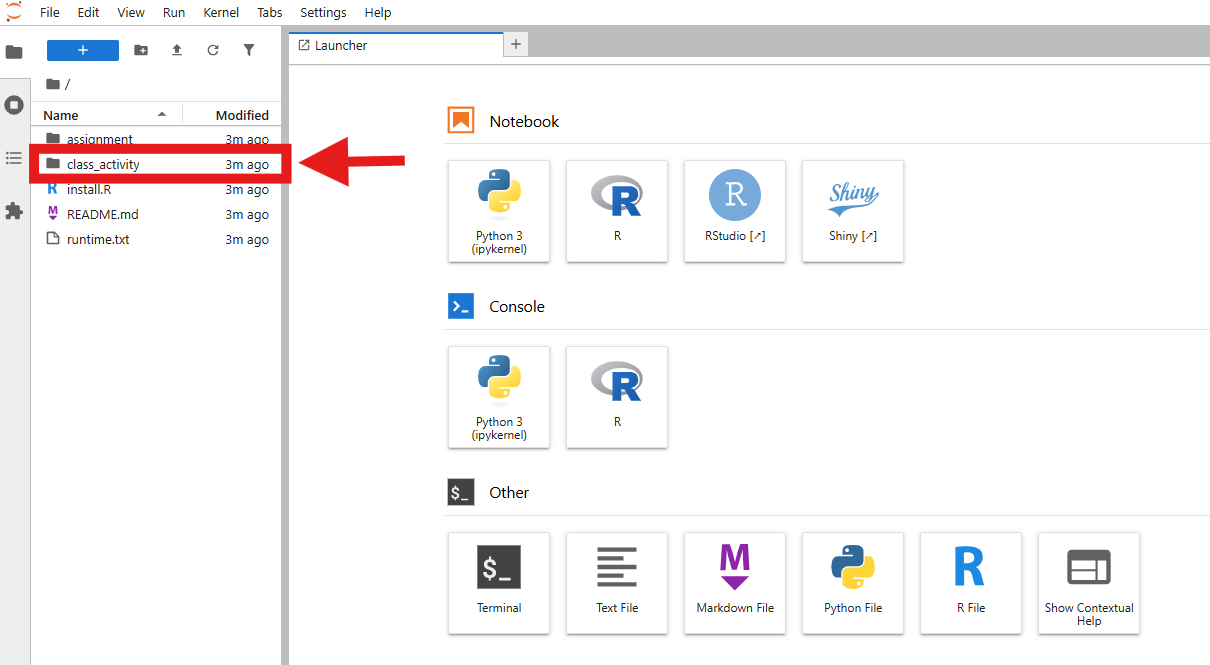 File Edit View Run Kernel Tabs Settings Help
+
/
Name Modified
assignment 3m ago
class_activity 3m ago
R install.R 3m ago
M README.md 3m ago
runtime.txt 3m ago
Launcher +
Notebook
Python 3 (ipykernel)
R
R
R
RStudio [↗]
Shiny
Shiny [↗]
>_ Console
Python 3 (ipykernel)
R
R
$_ Other
$_
Terminal
Text File
M
Markdown File
Python File
R
R File
Show Contextual
Help